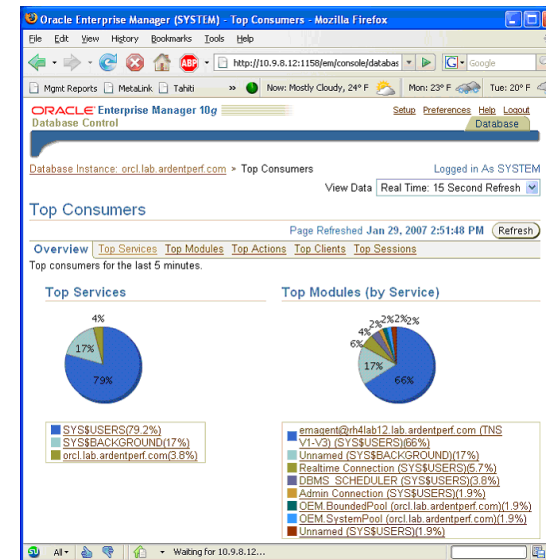 Oracle Enterprise Manager (SYSTEM) - Top Consumers - Mozilla Firefox
File Edit View History Bookmarks Tools Help
http://10.9.8.12:1158/em/console/databas
G Google
Mgmt Reports MetaLink Tahiti » Now: Mostly Cloudy, 24° F Mon: 23° F Tue: 20° F
ORACLE Enterprise Manager 10g
Setup Preferences Help Logout
Database Control
Database
Database Instance: orcl.lab.ardentperf.com > Top Consumers
Logged in As SYSTEM
View Data Real Time: 15 Second Refresh
Top Consumers
Page Refreshed Jan 29, 2007 2:51:48 PM Refresh
Overview Top Services Top Modules Top Actions Top Clients Top Sessions
Top consumers for the last 5 minutes.
Top Services
4%
17%
79%
SYS$USERS(79.2%)
SYS$BACKGROUND(17%)
orcl.lab.ardentperf.com(3.8%)
Top Modules (by Service)
2%2%2%
2%
2%
4%
6%
17%
66%
emagent@rh4lab12.lab.ardentperf.com (TNS
V1-V3) (SYS$USERS)(66%)
Unnamed (SYS$BACKGROUND)(17%)
Realtime Connection (SYS$USERS)(5.7%)
DBMS_SCHEDULER (SYS$USERS)(3.8%)
Admin Connection (SYS$USERS)(1.9%)
OEM.BoundedPool (orcl.lab.ardentperf.com)(1.9%)
OEM.SystemPool (orcl.lab.ardentperf.com)(1.9%)
Unnamed (SYS$USERS)(1.9%)
All Waiting for 10.9.8.12...